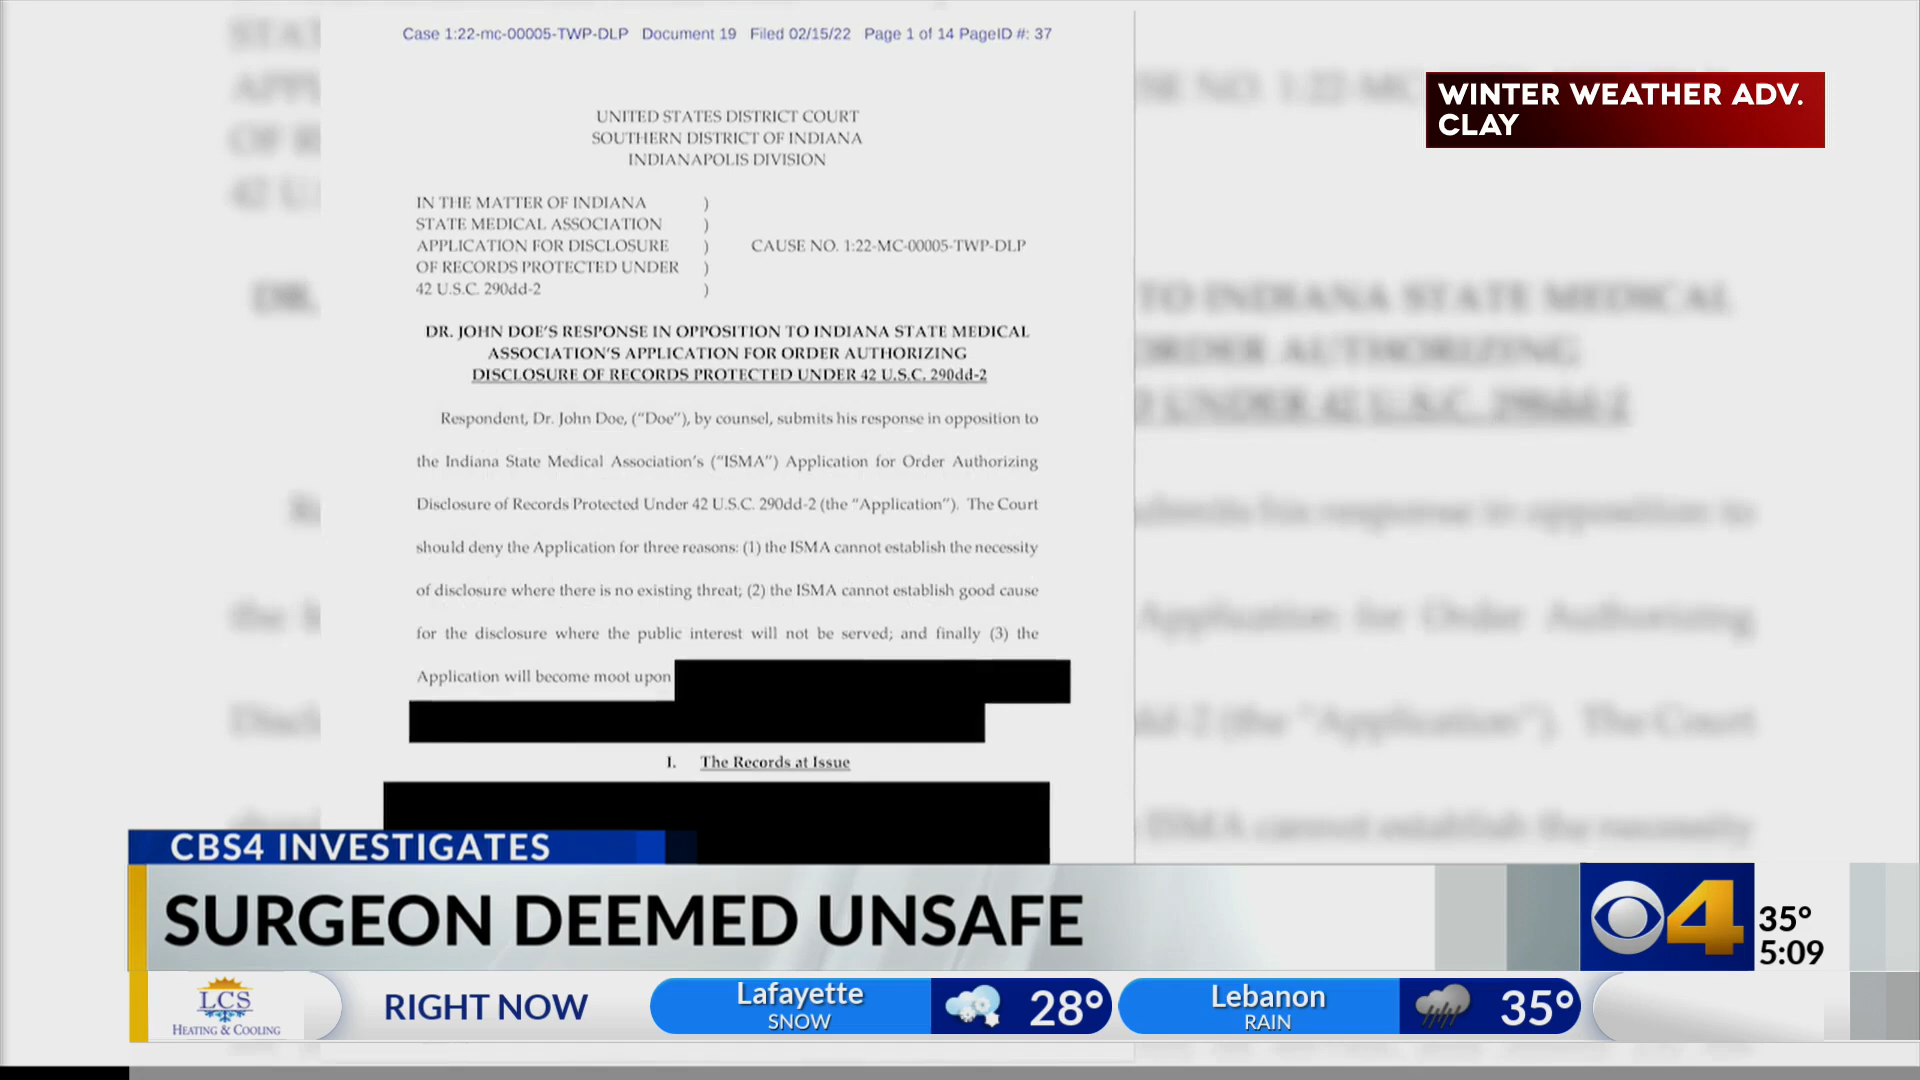 Case 1:22-mc-00005-TWP-DLP Document 19 Filed 02/15/22 Page 1 of 14 PageID #: 37
UNITED STATES DISTRICT COURT
SOUTHERN DISTRICT OF INDIANA
INDIANAPOLIS DIVISION
IN THE MATTER OF INDIANA )
STATE MEDICAL ASSOCIATION )
APPLICATION FOR DISCLOSURE ) CAUSE NO. 1:22-MC-00005-TWP-DLP
OF RECORDS PROTECTED UNDER )
42 U.S.C. 290dd-2 )
DR. JOHN DOE'S RESPONSE IN OPPOSITION TO INDIANA STATE MEDICAL
ASSOCIATION'S APPLICATION FOR ORDER AUTHORIZING
DISCLOSURE OF RECORDS PROTECTED UNDER 42 U.S.C. 290dd-2
Respondent, Dr. John Doe, ("Doe"), by counsel, submits his response in opposition to
the Indiana State Medical Association's ("ISMA") Application for Order Authorizing
Disclosure of Records Protected Under 42 U.S.C. 290dd-2 (the "Application"). The Court
should deny the Application for three reasons: (1) the ISMA cannot establish the necessity
of disclosure where there is no existing threat; (2) the ISMA cannot establish good cause
for the disclosure where the public interest will not be served; and finally (3) the
Application will become moot upon
I. The Records at Issue
WINTER WEATHER ADV.
CLAY
CBS4 INVESTIGATES
SURGEON DEEMED UNSAFE
4
35°
5:09
LCS
HEATING & COOLING
RIGHT NOW
Lafayette
SNOW
28°
Lebanon
RAIN
35°